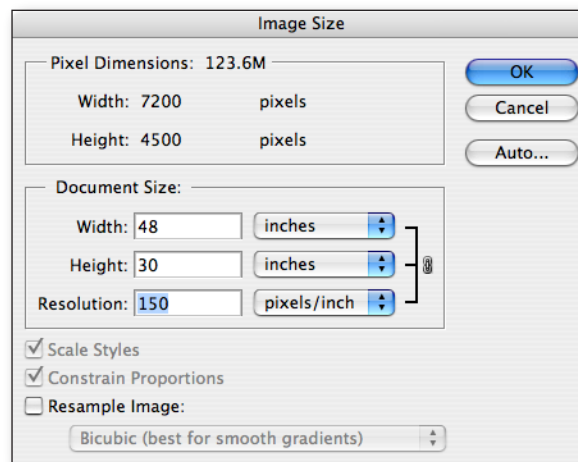 Image Size
Pixel Dimensions: 123.6M
OK
Width: 7200 pixels
Cancel
Height: 4500 pixels
Auto...
Document Size:
Width: 48 inches
Height: 30 inches
Resolution: 150 pixels/inch
Scale Styles
Constrain Proportions
Resample Image:
Bicubic (best for smooth gradients)